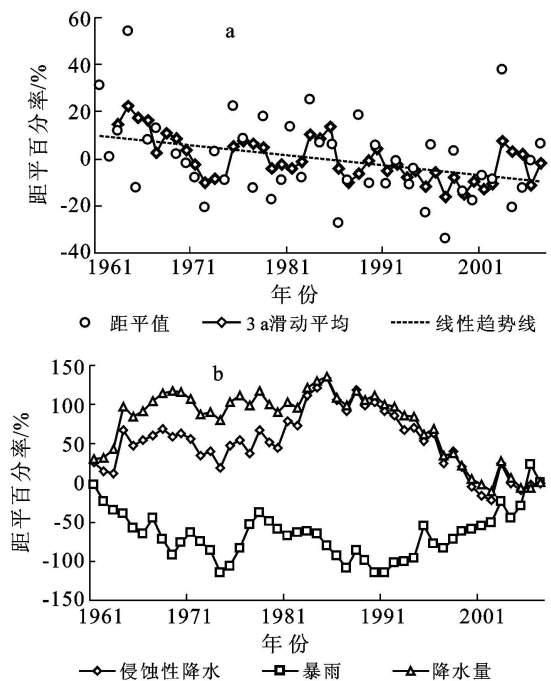 a
60
40
20
0
-20
-40
距平百分率/%
1961 1971 1981 1991 2001
年份
距平值 3 a滑动平均 线性趋势线
b
150
100
50
0
-50
-100
-150
距平百分率/%
1961 1971 1981 1991 2001
年份
侵蚀性降水 暴雨 降水量